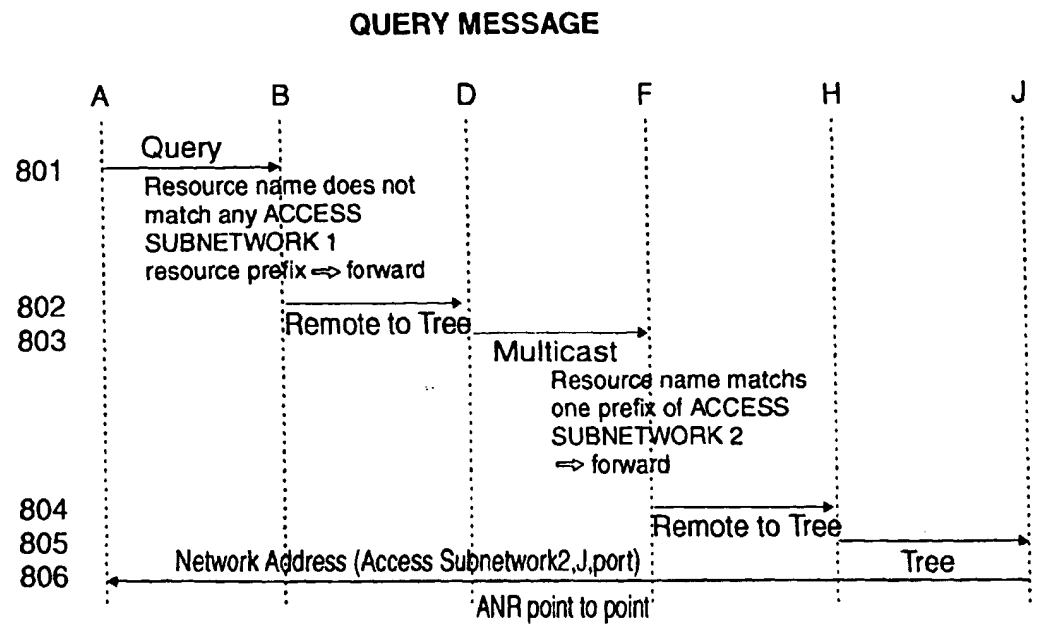 QUERY MESSAGE
A B D F H J
801 Query
Resource name does not
match any ACCESS
SUBNETWORK 1
resource prefix ⇒ forward
802
Remote to Tree
803
Multicast
Resource name matchs
one prefix of ACCESS
SUBNETWORK 2
⇒ forward
804
Remote to Tree
805
Network Address (Access Subnetwork2,J,port) Tree
806
ANR point to point